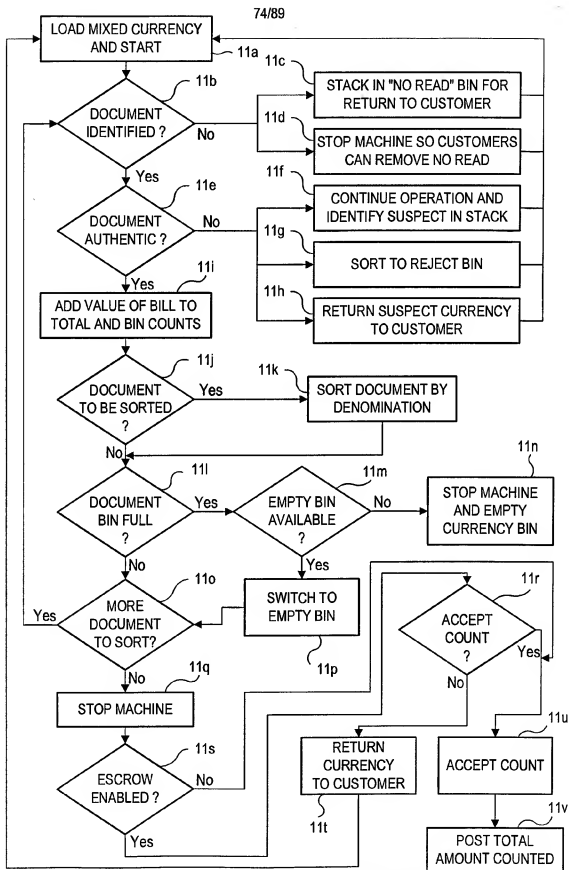 74/89
LOAD MIXED CURRENCY
AND START
11a
11b
DOCUMENT
IDENTIFIED ?
No
Yes
11c
STACK IN "NO READ" BIN FOR
RETURN TO CUSTOMER
11d
STOP MACHINE SO CUSTOMERS
CAN REMOVE NO READ
11e
DOCUMENT
AUTHENTIC ?
No
Yes
11f
CONTINUE OPERATION AND
IDENTIFY SUSPECT IN STACK
11g
SORT TO REJECT BIN
11h
RETURN SUSPECT CURRENCY
TO CUSTOMER
11i
ADD VALUE OF BILL TO
TOTAL AND BIN COUNTS
11j
DOCUMENT
TO BE SORTED
?
Yes
No
11k
SORT DOCUMENT BY
DENOMINATION
11l
DOCUMENT
BIN FULL
?
Yes
No
11m
EMPTY BIN
AVAILABLE
?
No
Yes
11n
STOP MACHINE
AND EMPTY
CURRENCY BIN
11o
MORE
DOCUMENT
TO SORT?
Yes
No
SWITCH TO
EMPTY BIN
11p
11q
STOP MACHINE
11r
ACCEPT
COUNT
?
Yes
No
11s
ESCROW
ENABLED ?
No
Yes
RETURN
CURRENCY
TO CUSTOMER
11t
11u
ACCEPT COUNT
11v
POST TOTAL
AMOUNT COUNTED